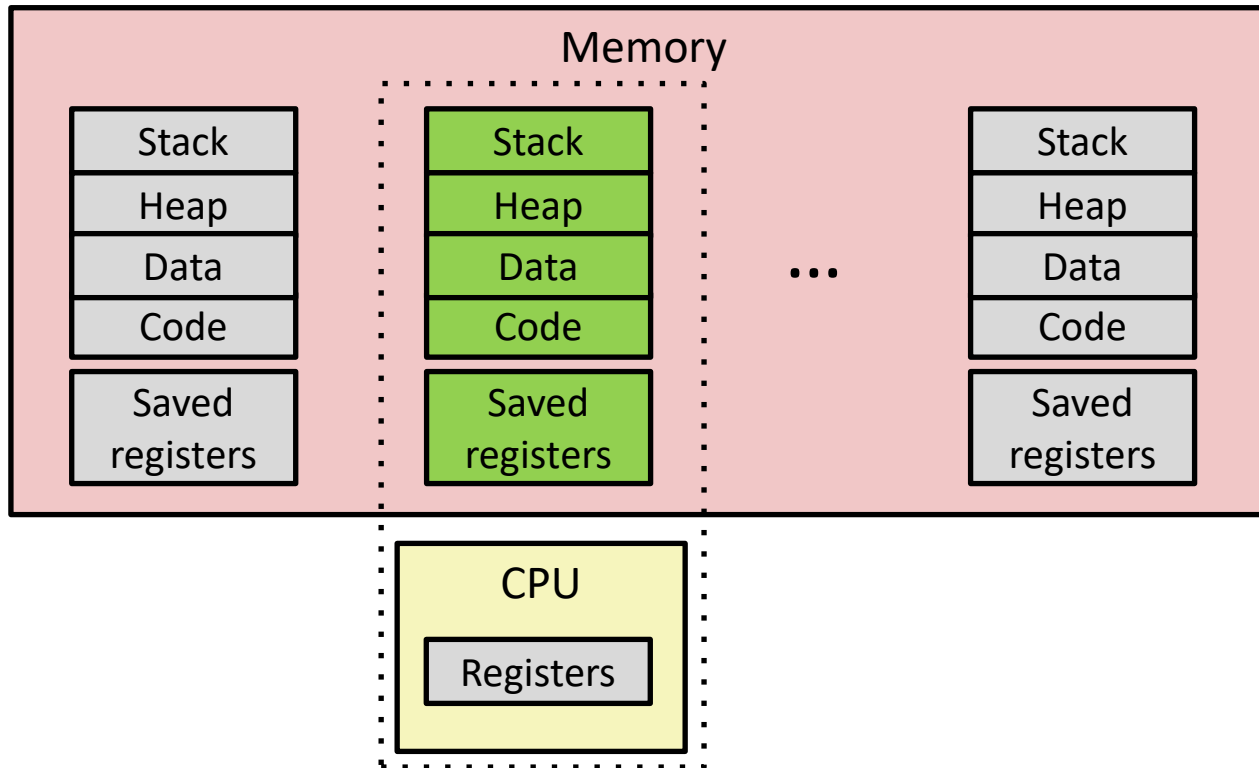 Memory
Stack
Heap
Data
Code
Saved
registers
Stack
Heap
Data
Code
Saved
registers
...
Stack
Heap
Data
Code
Saved
registers
CPU
Registers